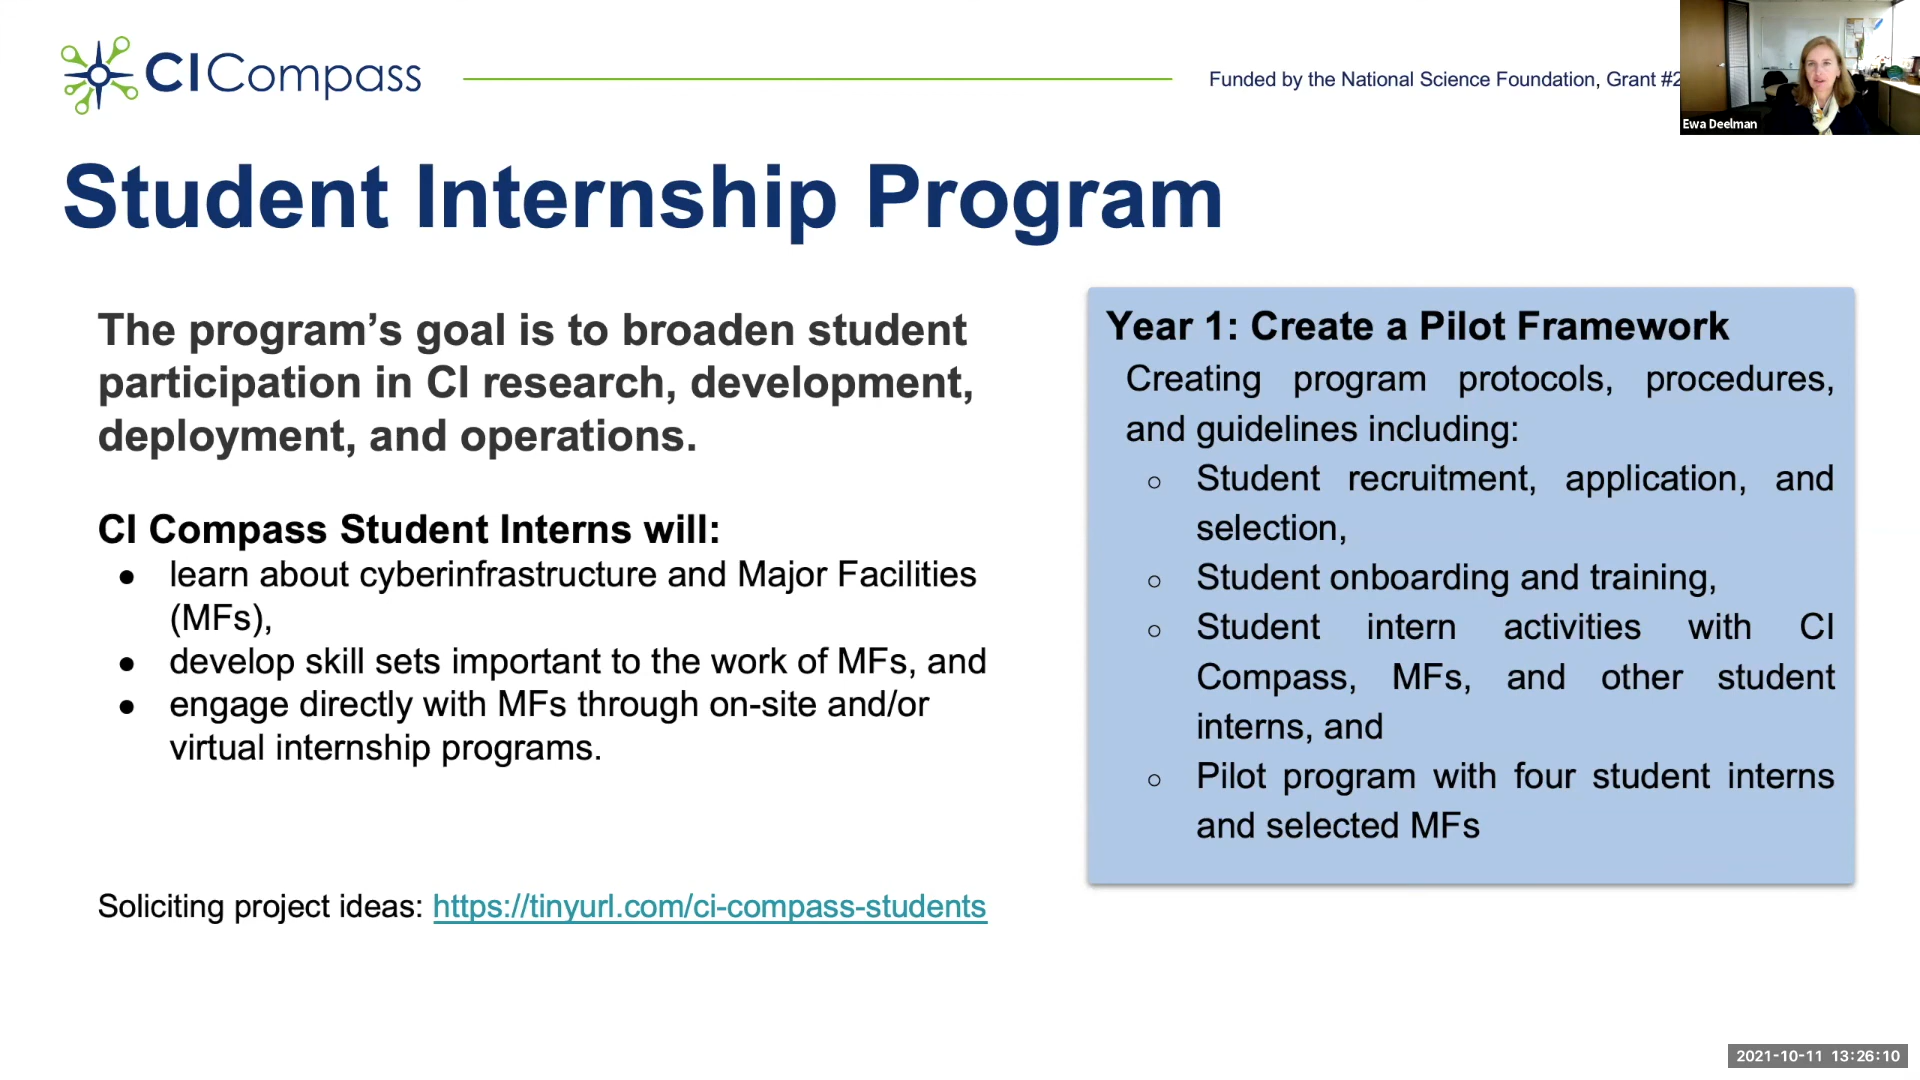 CICompass
Funded by the National Science Foundation, Grant #2
Ewa Deelman
Student Internship Program
The program’s goal is to broaden student
participation in CI research, development,
deployment, and operations.
CI Compass Student Interns will:
● learn about cyberinfrastructure and Major Facilities
(MFs),
● develop skill sets important to the work of MFs, and
● engage directly with MFs through on-site and/or
virtual internship programs.
Soliciting project ideas: https://tinyurl.com/ci-compass-students
Year 1: Create a Pilot Framework
Creating program protocols, procedures,
and guidelines including:
○ Student recruitment, application, and
selection,
○ Student onboarding and training,
○ Student intern activities with CI
Compass, MFs, and other student
interns, and
○ Pilot program with four student interns
and selected MFs
2021-10-11 13:26:10